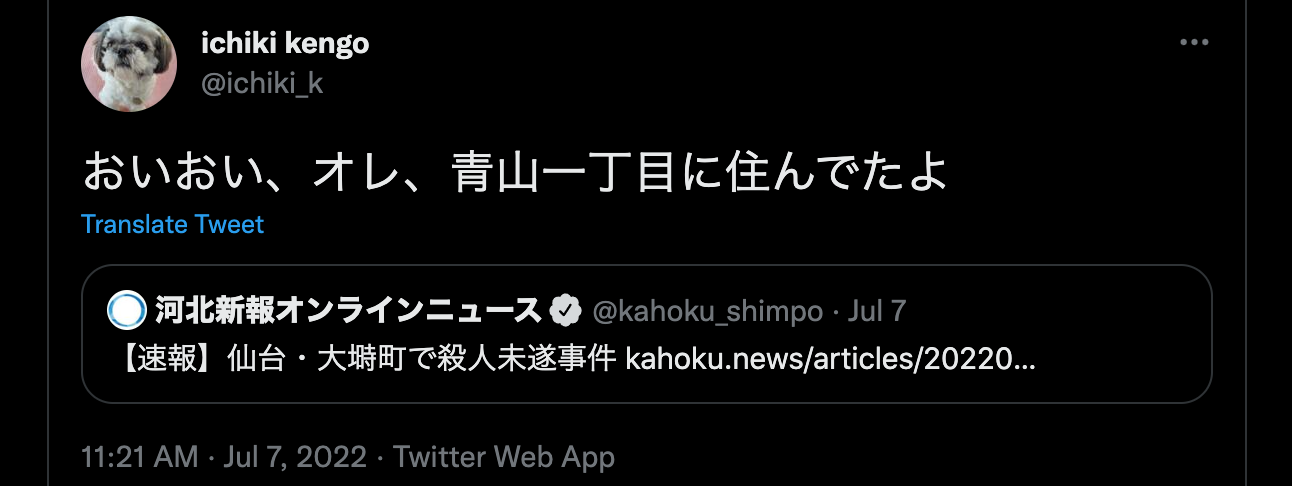 ichiki kengo
@ichiki_k
おいおい、オレ、青山一丁目に住んでたよ
Translate Tweet
河北新報オンラインニュース @kahoku_shimpo · Jul 7
【速報】仙台・大塒町で殺人未遂事件 kahoku.news/articles/20220...
11:21 AM · Jul 7, 2022 · Twitter Web App